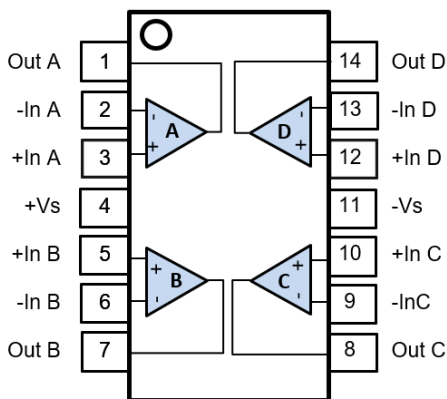 Out A 1 14 Out D
-In A 2 - A + - D + 13 -In D
+In A 3 12 +In D
+Vs 4 11 -Vs
+In B 5 + B - + C - 10 +In C
-In B 6 9 -InC
Out B 7 8 Out C